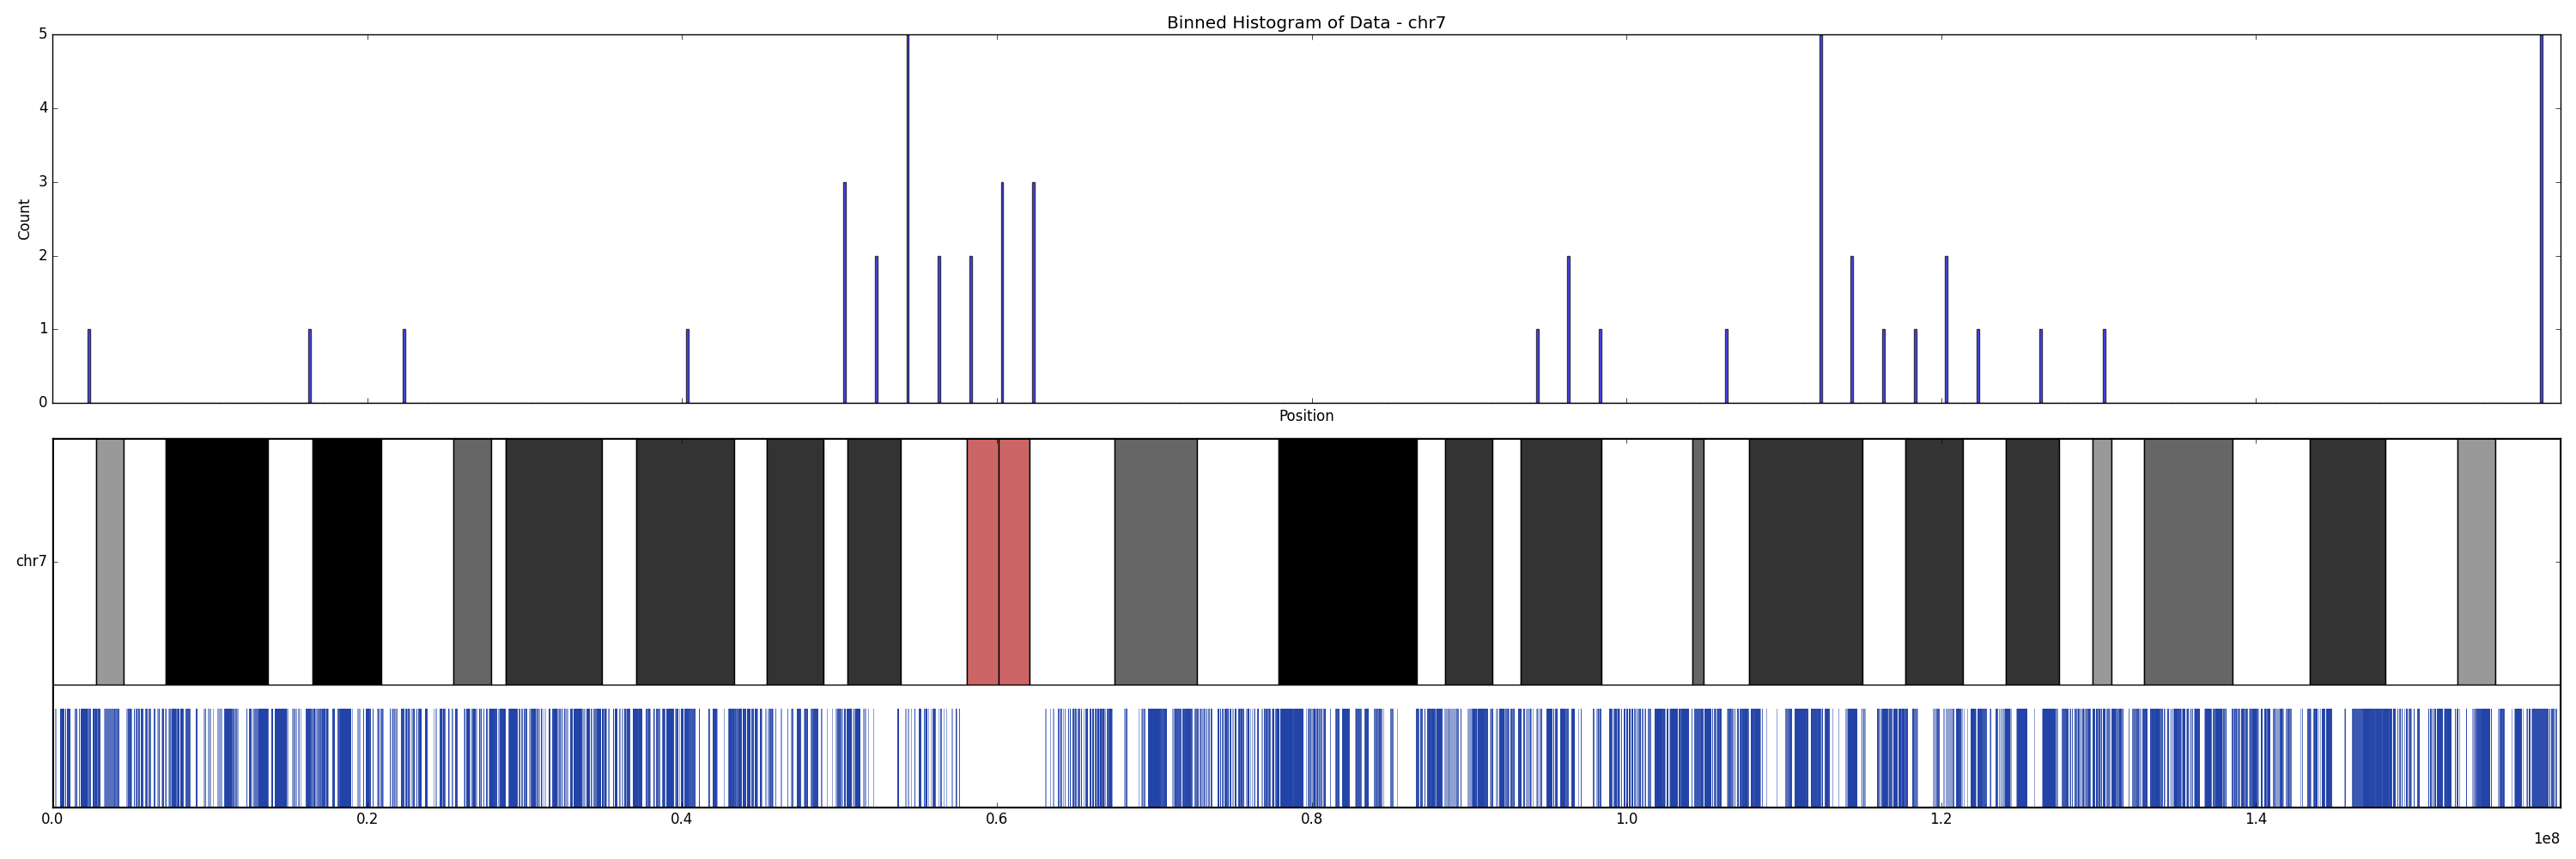 Binned Histogram of Data - chr7
5
4
3
2
1
0
Count
Position
chr7
0.0 0.2 0.4 0.6 0.8 1.0 1.2 1.4
1e8